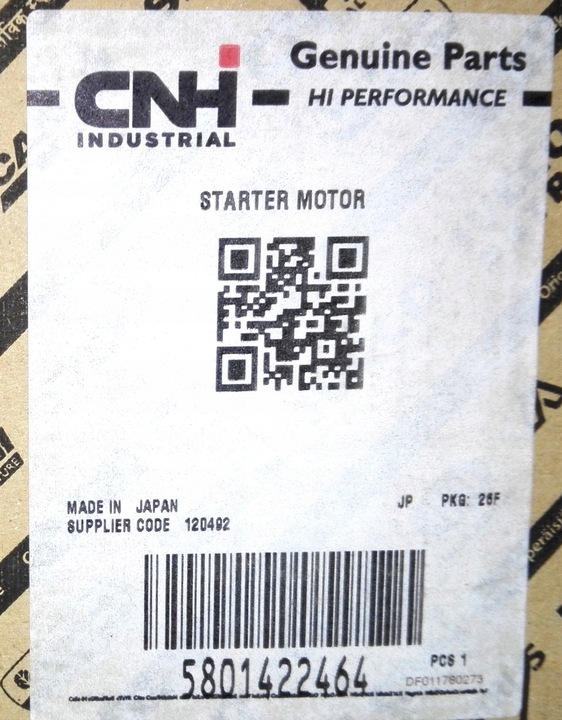 CNH
INDUSTRIAL
Genuine Parts
HI PERFORMANCE
STARTER MOTOR
MADE IN JAPAN
JP PKG: 26F
SUPPLIER CODE 120492
5801422464
PCS 1
DF011780273